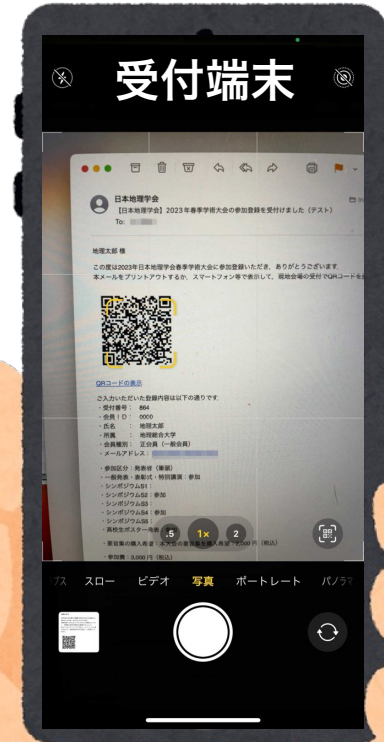 受付端末
日本地理学会
【日本地理学会】2023年春季学術大会の参加登録を受付けました(テスト)
To:
地理太郎 様
この度は2023年日本地理学会春季学術大会に参加登録いただき、ありがとうございます.
本メールをプリントアウトするか、スマートフォン等で表示して、現地会場の受付でQRコードを
QRコードの表示
ご入力いただいた登録内容は以下の通りです.
・受付番号: 864
・会員ID: 0000
・氏名 : 地理太郎
・所属 : 地理総合大学
・会員種別: 正会員(一般会員)
・メールアドレス:
・参加区分:発表者(筆頭)
・一般発表・表彰式・特別講演:参加
・シンポジウムS1:
・シンポジウムS2:参加
・シンポジウムS3:
・シンポジウムS4:参加
・シンポジウムS5:
・高校生ポスター発表:
・参加費:3,000円(税込)
.5 1× 2
スロー ビデオ 写真 ポートレート パノラマ